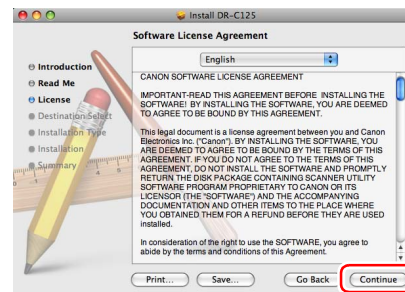 Install DR-C125
Software License Agreement
English
Introduction
Read Me
License
Destination Select
Installation Type
Installation
Summary
CANON SOFTWARE LICENSE AGREEMENT
IMPORTANT-READ THIS AGREEMENT BEFORE INSTALLING THE
SOFTWARE! BY INSTALLING THE SOFTWARE, YOU ARE DEEMED
TO AGREE TO BE BOUND BY THIS AGREEMENT.
This legal document is a license agreement between you and Canon
Electronics Inc. ("Canon"). BY INSTALLING THE SOFTWARE, YOU
ARE DEEMED TO AGREE TO BE BOUND BY THE TERMS OF THIS
AGREEMENT. IF YOU DO NOT AGREE TO THE TERMS OF THIS
AGREEMENT, DO NOT INSTALL THE SOFTWARE AND PROMPTLY
RETURN THE DISK PACKAGE CONTAINING SCANNER UTILITY
SOFTWARE PROGRAM PROPRIETARY TO CANON OR ITS
LICENSOR (THE "SOFTWARE") AND THE ACCOMPANYING
DOCUMENTATION AND OTHER ITEMS TO THE PLACE WHERE
YOU OBTAINED THEM FOR A REFUND BEFORE THEY ARE USED
installed.
In consideration of the right to use the SOFTWARE, you agree to
abide by the terms and conditions of this Agreement.
Print... Save... Go Back Continue